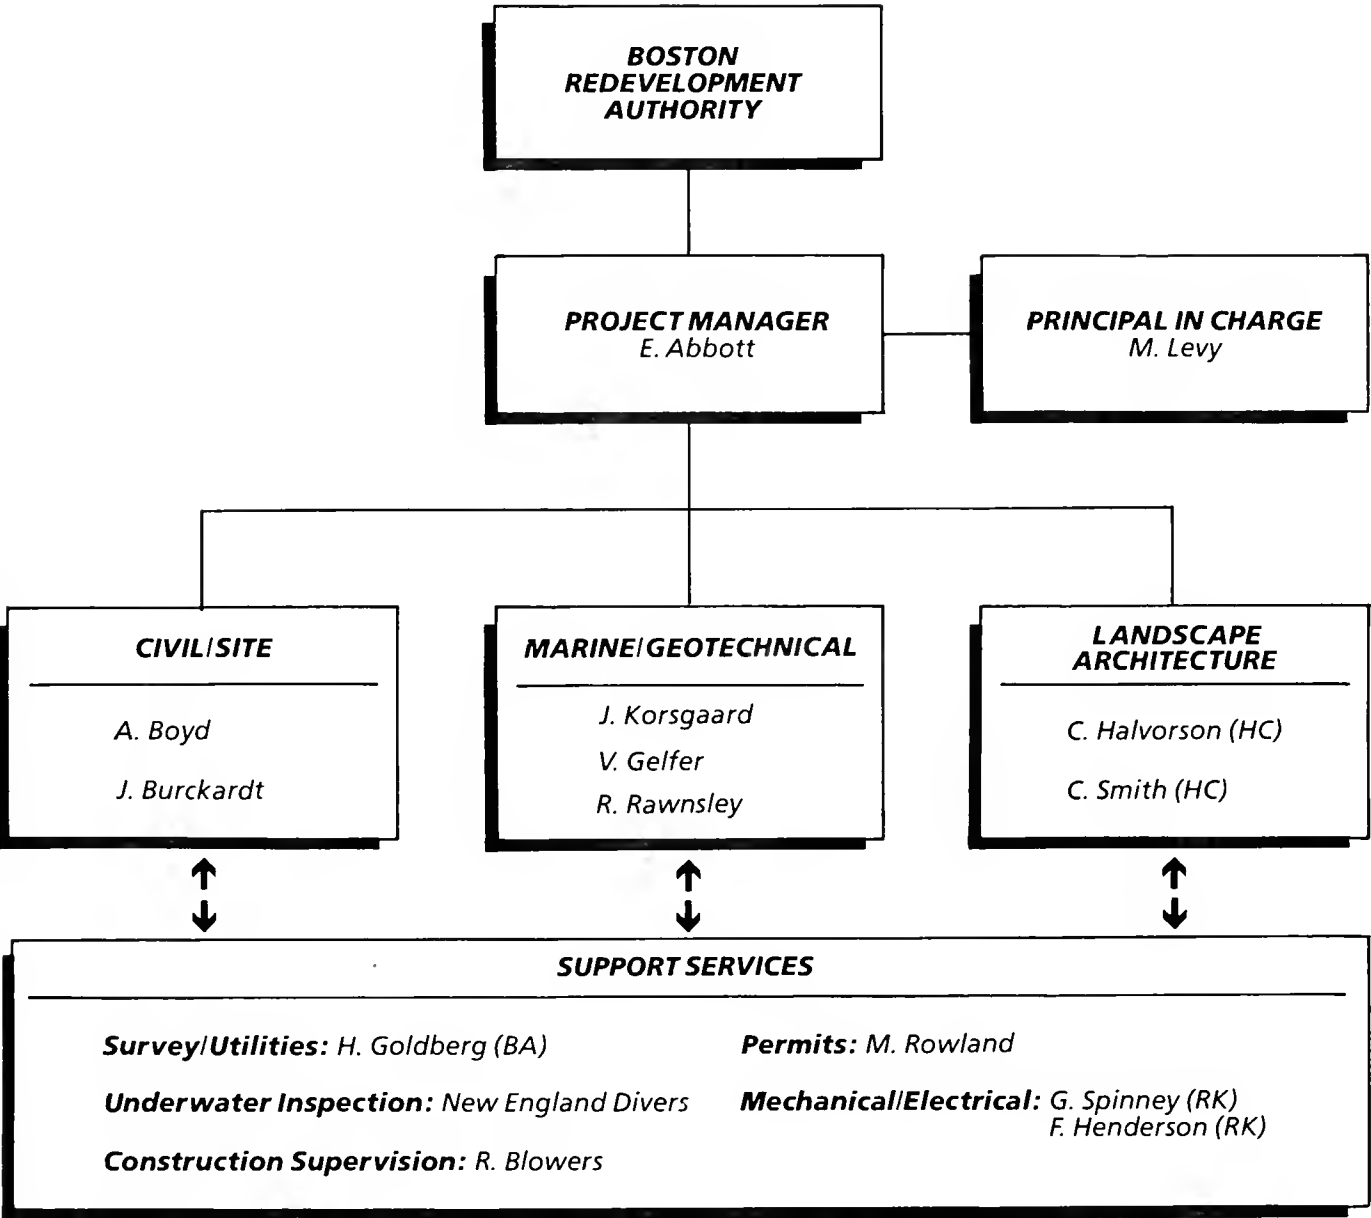 BOSTON
REDEVELOPMENT
AUTHORITY
PROJECT MANAGER
E. Abbott
PRINCIPAL IN CHARGE
M. Levy
CIVIL/SITE
A. Boyd
J. Burckardt
MARINE/GEOTECHNICAL
J. Korsgaard
V. Gelfer
R. Rawnsley
LANDSCAPE
ARCHITECTURE
C. Halvorson (HC)
C. Smith (HC)
SUPPORT SERVICES
Survey/Utilities: H. Goldberg (BA)
Underwater Inspection: New England Divers
Construction Supervision: R. Blowers
Permits: M. Rowland
Mechanical/Electrical: G. Spinney (RK)
F. Henderson (RK)